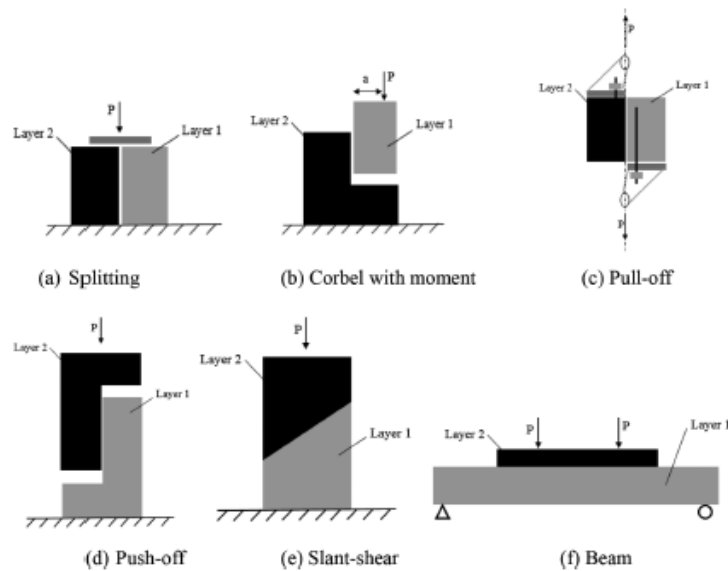 P
Layer 2
Layer 1
(a) Splitting
a
P
Layer 2
Layer 1
(b) Corbel with moment
P
Layer 2
Layer 1
P
(c) Pull-off
P
Layer 2
Layer 1
(d) Push-off
P
Layer 2
Layer 1
(e) Slant-shear
P
P
Layer 2
Layer 1
(f) Beam